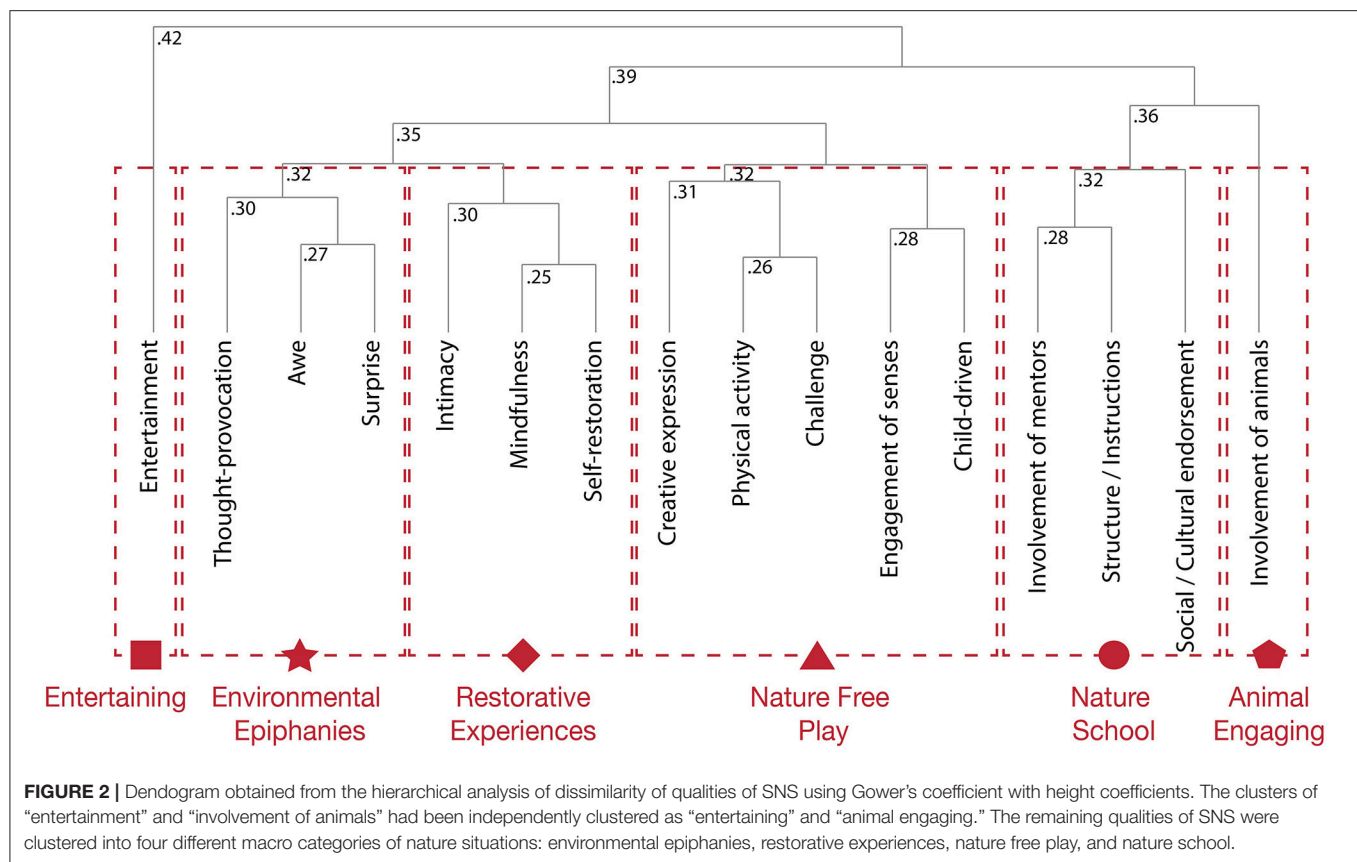 .42
.39
.36
.35
.32
.32
.32
.31
.30
.30
.28
.28
.27
.26
.25
Entertainment
Thought-provocation
Awe
Surprise
Intimacy
Mindfulness
Self-restoration
Creative expression
Physical activity
Challenge
Engagement of senses
Child-driven
Involvement of mentors
Structure / Instructions
Social / Cultural endorsement
Involvement of animals
Entertaining
Environmental
Epiphanies
Restorative
Experiences
Nature Free
Play
Nature
School
Animal
Engaging
FIGURE 2 | Dendogram obtained from the hierarchical analysis of dissimilarity of qualities of SNS using Gower's coefficient with height coefficients. The clusters of
"entertainment" and "involvement of animals" had been independently clustered as "entertaining" and "animal engaging." The remaining qualities of SNS were
clustered into four different macro categories of nature situations: environmental epiphanies, restorative experiences, nature free play, and nature school.